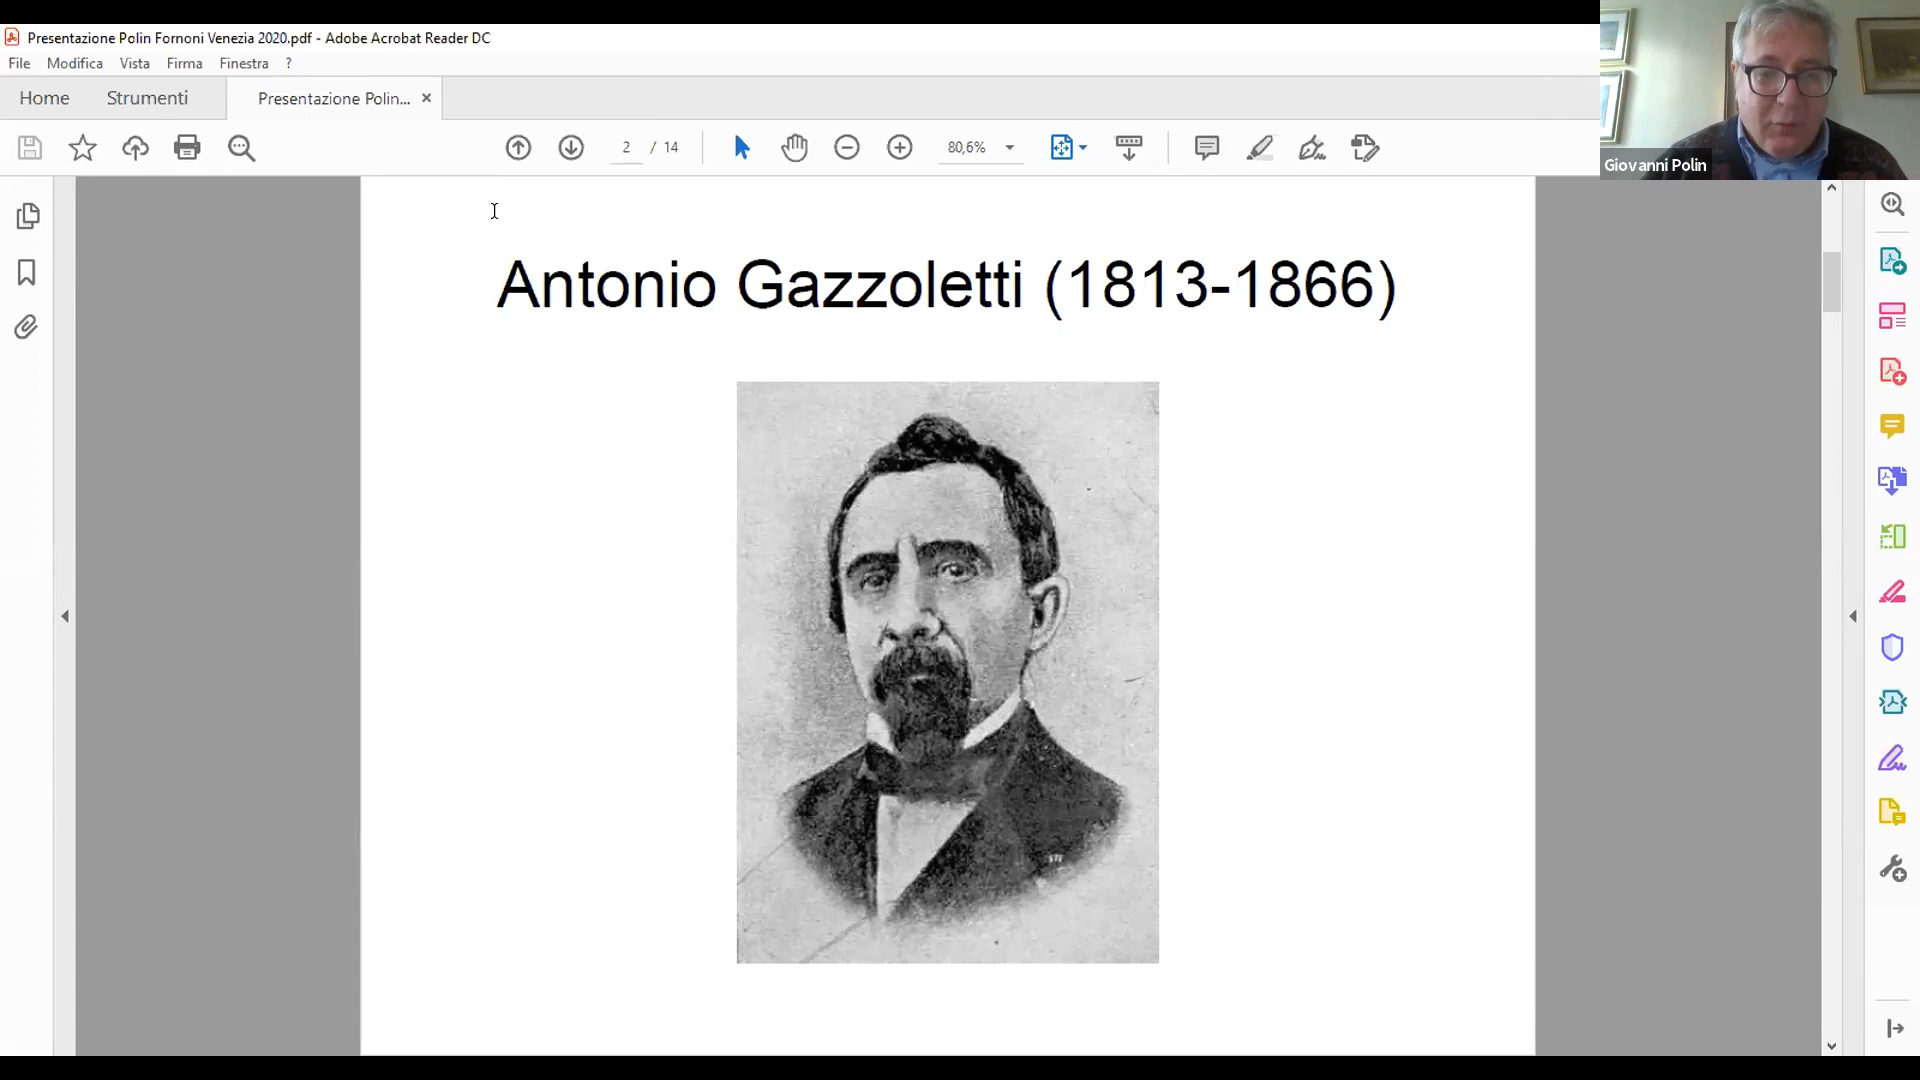 Presentazione Polin Fornoni Venezia 2020.pdf - Adobe Acrobat Reader DC
File Modifica Vista Firma Finestra ?
Home Strumenti Presentazione Polin... ×
2 / 14 80,6%
Giovanni Polin
Antonio Gazzoletti (1813-1866)